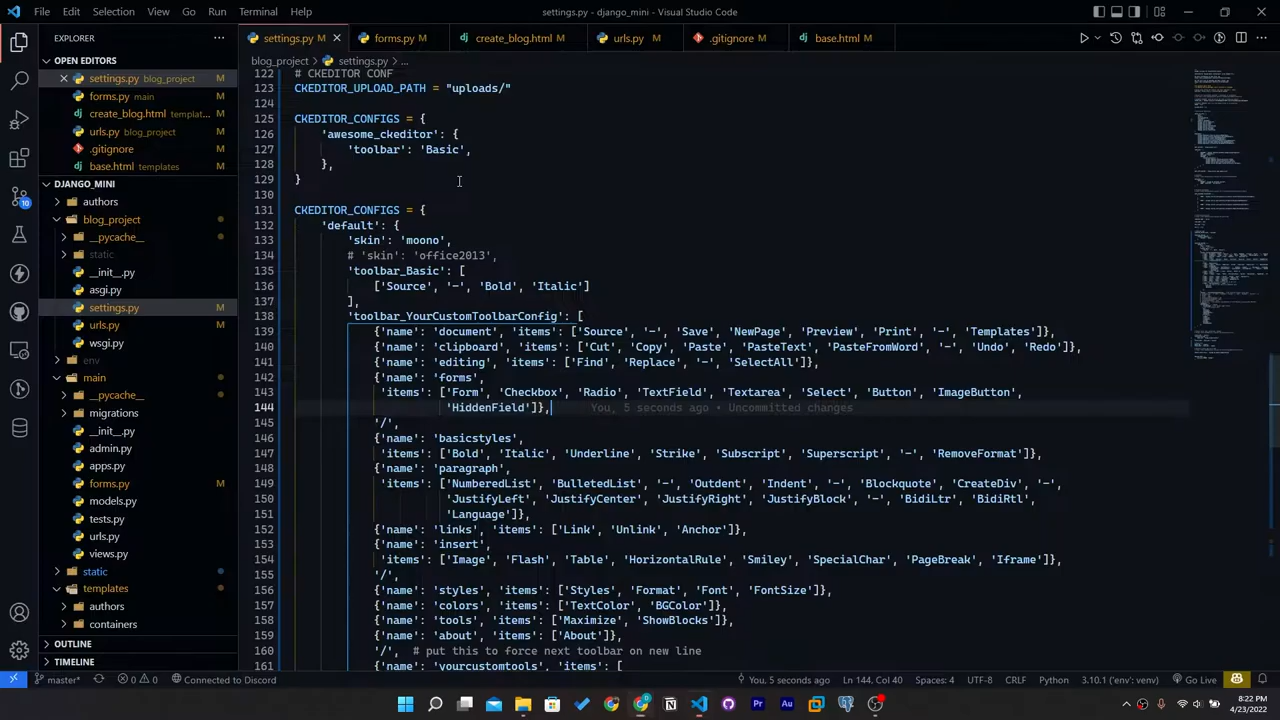 File Edit Selection View Go Run Terminal Help
settings.py - django_mini - Visual Studio Code
EXPLORER
settings.py M
forms.py M
create_blog.html M
urls.py M
.gitignore M
base.html M
OPEN EDITORS
settings.py blog_project M
forms.py main M
create_blog.html templat... M
urls.py blog_project M
.gitignore M
base.html templates M
DJANGO_MINI
authors
blog_project
__pycache__
static
__init__.py
asgi.py
settings.py M
urls.py M
wsgi.py
env
main
__pycache__
migrations
__init__.py
admin.py
apps.py
forms.py M
models.py
tests.py
urls.py
views.py
static
templates
authors
containers
OUTLINE
TIMELINE
10
blog_project > settings.py > ...
122 # CKEDITOR CONF
123 CKEDITOR_UPLOAD_PATH = "uploads/"
124
125 CKEDITOR_CONFIGS = {
126 'awesome_ckeditor': {
127 'toolbar': 'Basic',
128 },
129 }
130
131 CKEDITOR_CONFIGS = {
132 'default': {
133 'skin': 'moono',
134 # 'skin': 'office2013',
135 'toolbar_Basic': [
136 ['Source', '-', 'Bold', 'Italic']
137 ],
138 'toolbar_YourCustomToolbarConfig': [
139 {'name': 'document', 'items': ['Source', '-', 'Save', 'NewPage', 'Preview', 'Print', '-', 'Templates']},
140 {'name': 'clipboard', 'items': ['Cut', 'Copy', 'Paste', 'PasteText', 'PasteFromWord', '-', 'Undo', 'Redo']},
141 {'name': 'editing', 'items': ['Find', 'Replace', '-', 'SelectAll']},
142 {'name': 'forms',
143 'items': ['Form', 'Checkbox', 'Radio', 'TextField', 'Textarea', 'Select', 'Button', 'ImageButton',
144 'HiddenField']}, You, 5 seconds ago • Uncommitted changes
145 '/',
146 {'name': 'basicstyles',
147 'items': ['Bold', 'Italic', 'Underline', 'Strike', 'Subscript', 'Superscript', '-', 'RemoveFormat']},
148 {'name': 'paragraph',
149 'items': ['NumberedList', 'BulletedList', '-', 'Outdent', 'Indent', '-', 'Blockquote', 'CreateDiv', '-',
150 'JustifyLeft', 'JustifyCenter', 'JustifyRight', 'JustifyBlock', '-', 'BidiLtr', 'BidiRtl',
151 'Language']},
152 {'name': 'links', 'items': ['Link', 'Unlink', 'Anchor']},
153 {'name': 'insert',
154 'items': ['Image', 'Flash', 'Table', 'HorizontalRule', 'Smiley', 'SpecialChar', 'PageBreak', 'Iframe']},
155 '/',
156 {'name': 'styles', 'items': ['Styles', 'Format', 'Font', 'FontSize']},
157 {'name': 'colors', 'items': ['TextColor', 'BGColor']},
158 {'name': 'tools', 'items': ['Maximize', 'ShowBlocks']},
159 {'name': 'about', 'items': ['About']},
160 '/', # put this to force next toolbar on new line
161 {'name': 'yourcustomtools', 'items': [
master* 0 0 Connected to Discord
You, 5 seconds ago Ln 144, Col 40 Spaces: 4 UTF-8 CRLF Python 3.10.1 ('env': venv) Go Live
8:22 PM
4/23/2022